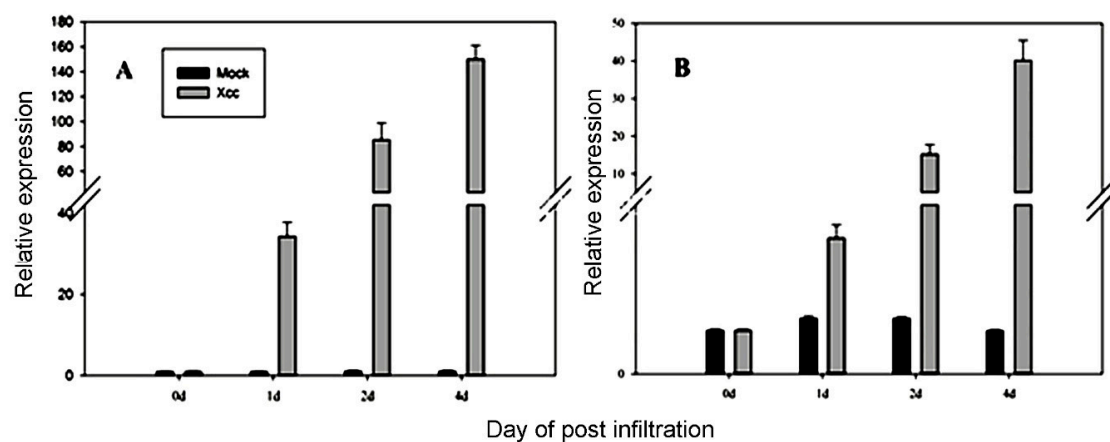 A
Mock
Xcc
Relative expression
180
160
140
120
100
80
60
40
20
0
0d
1d
2d
4d
B
Relative expression
50
40
30
20
10
0
0d
1d
2d
4d
Day of post infiltration